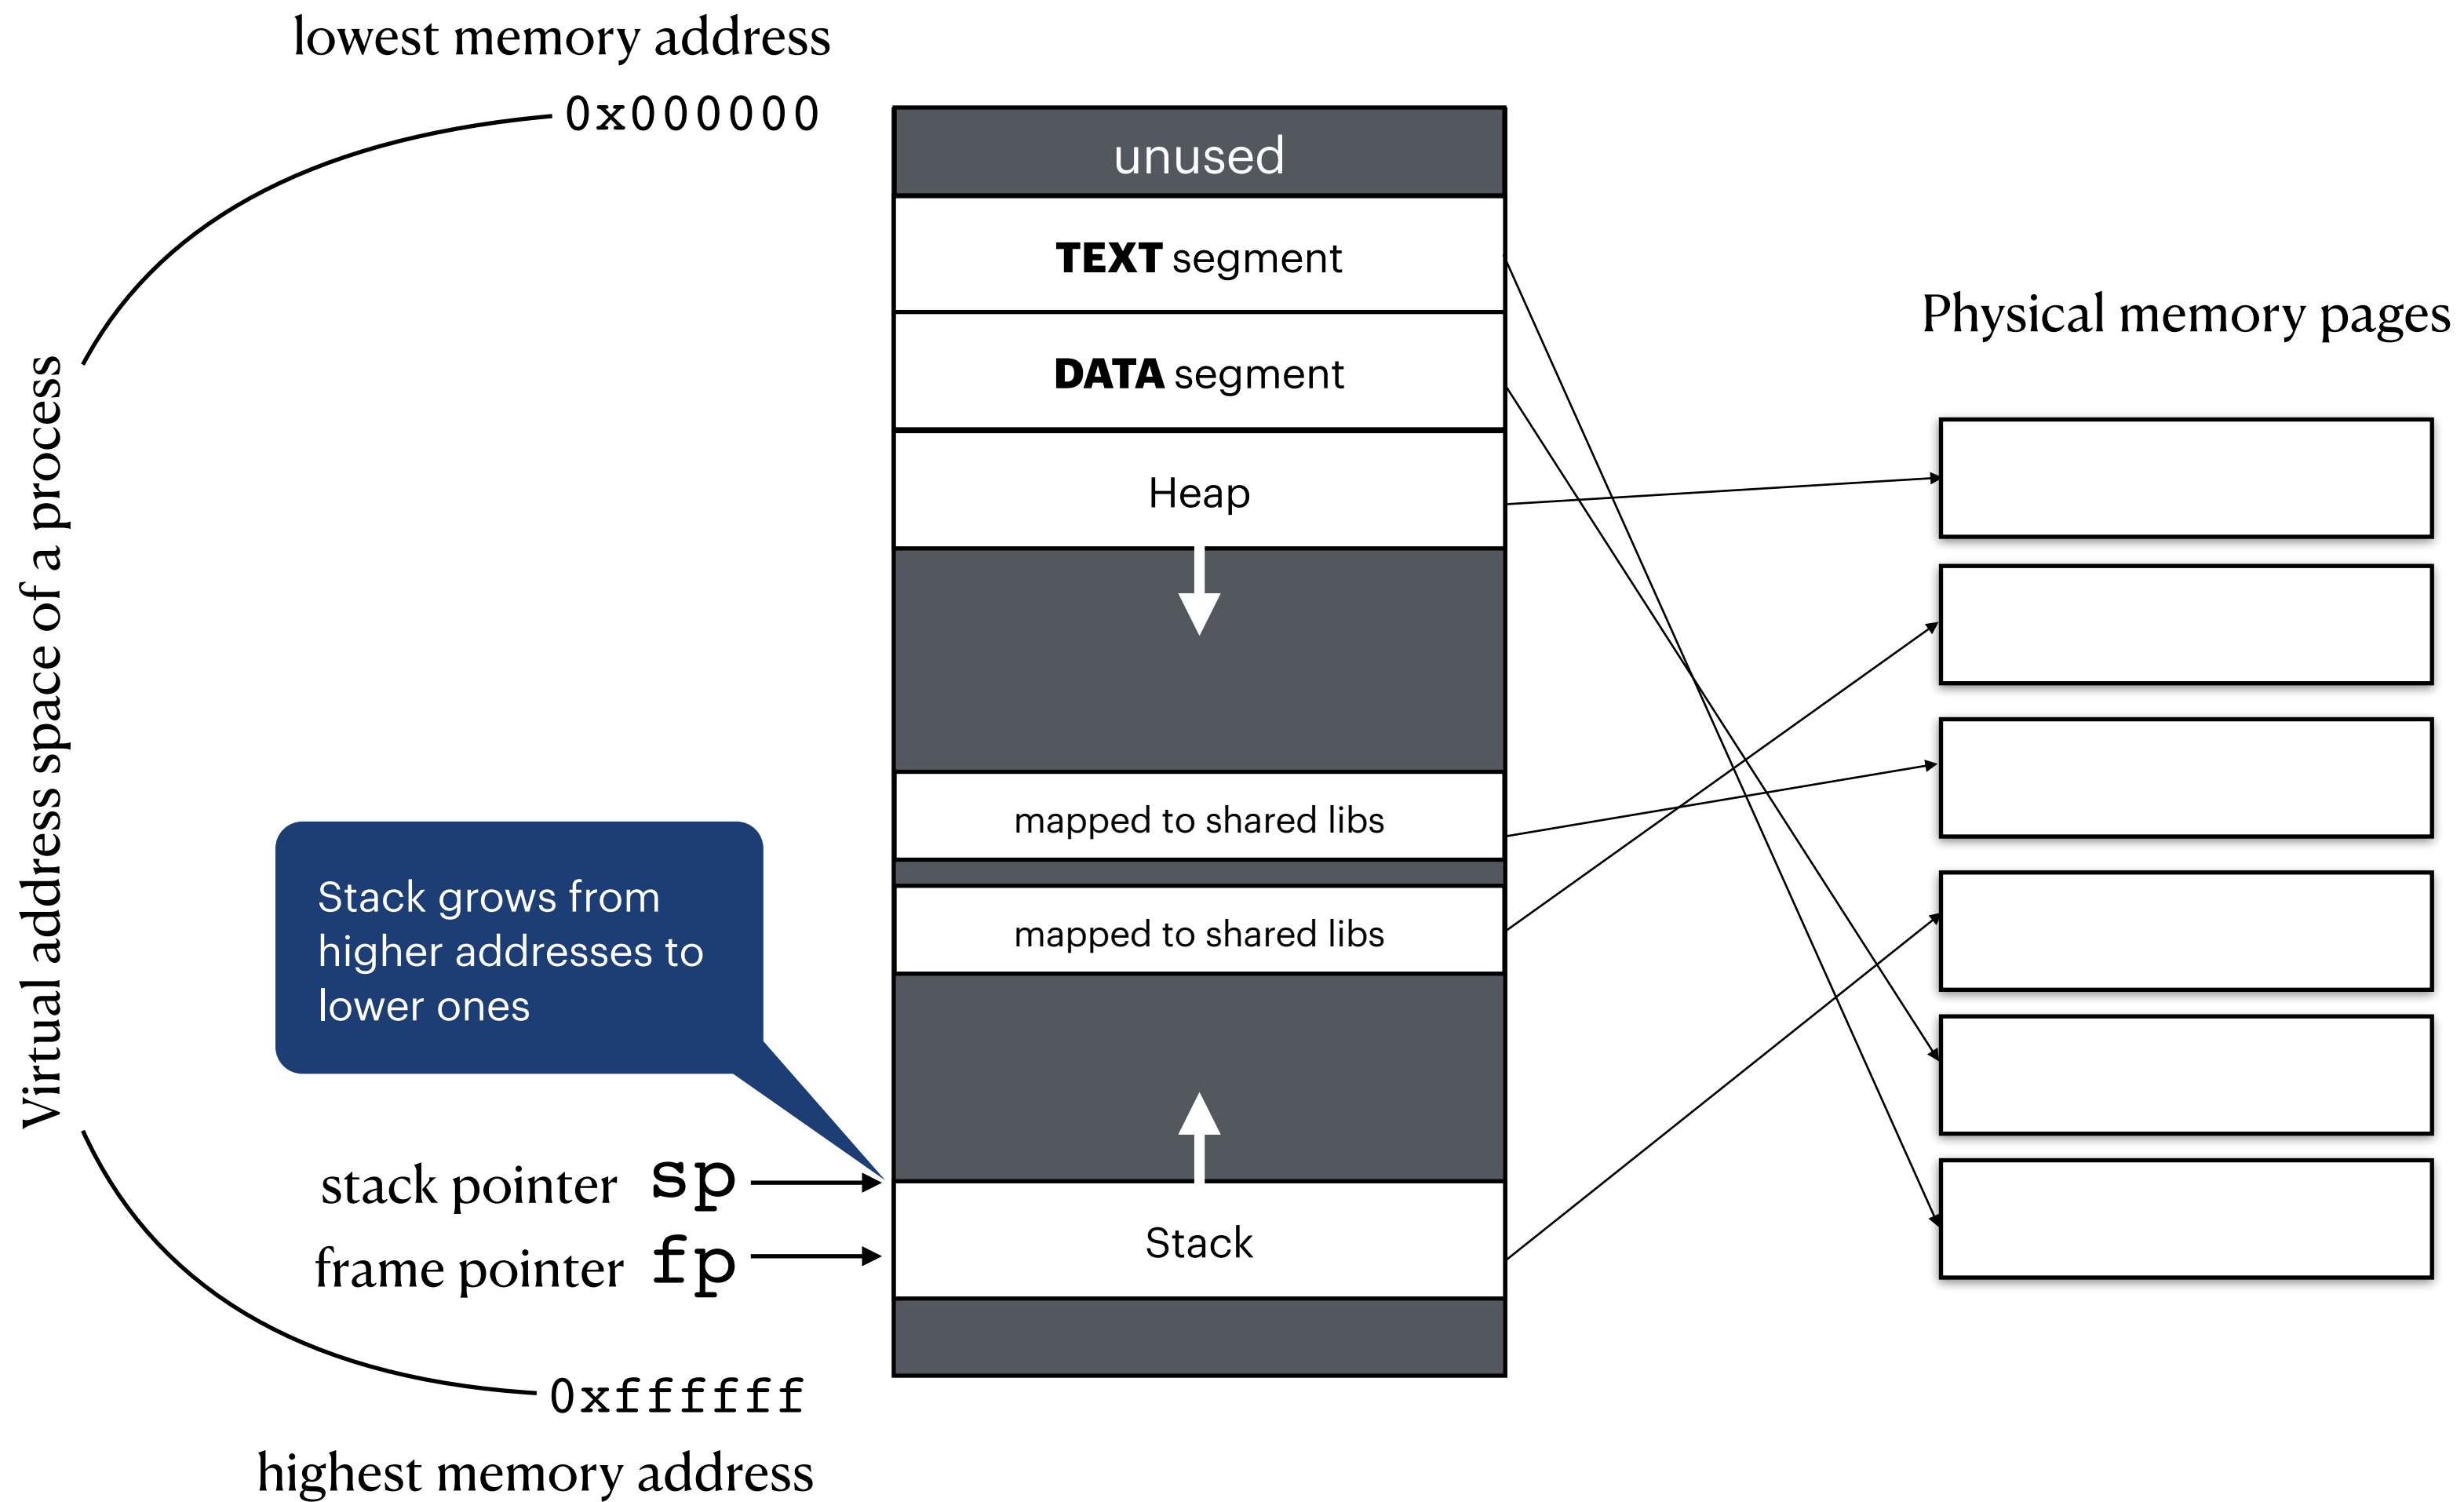 lowest memory address
0x000000
unused
TEXT segment
Physical memory pages
DATA segment
Heap
Virtual address space of a process
mapped to shared libs
Stack grows from
higher addresses to
lower ones
mapped to shared libs
stack pointer sp
frame pointer fp
Stack
0xffffff
highest memory address